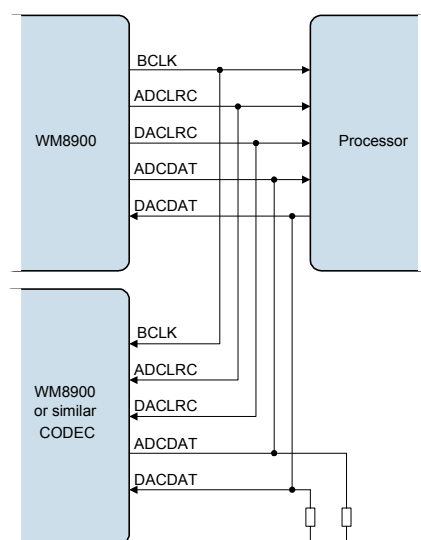 BCLK
ADCLRC
DACLRC
ADCDAT
DACDAT
WM8900
Processor
BCLK
ADCLRC
DACLRC
ADCDAT
DACDAT
WM8900
or similar
CODEC